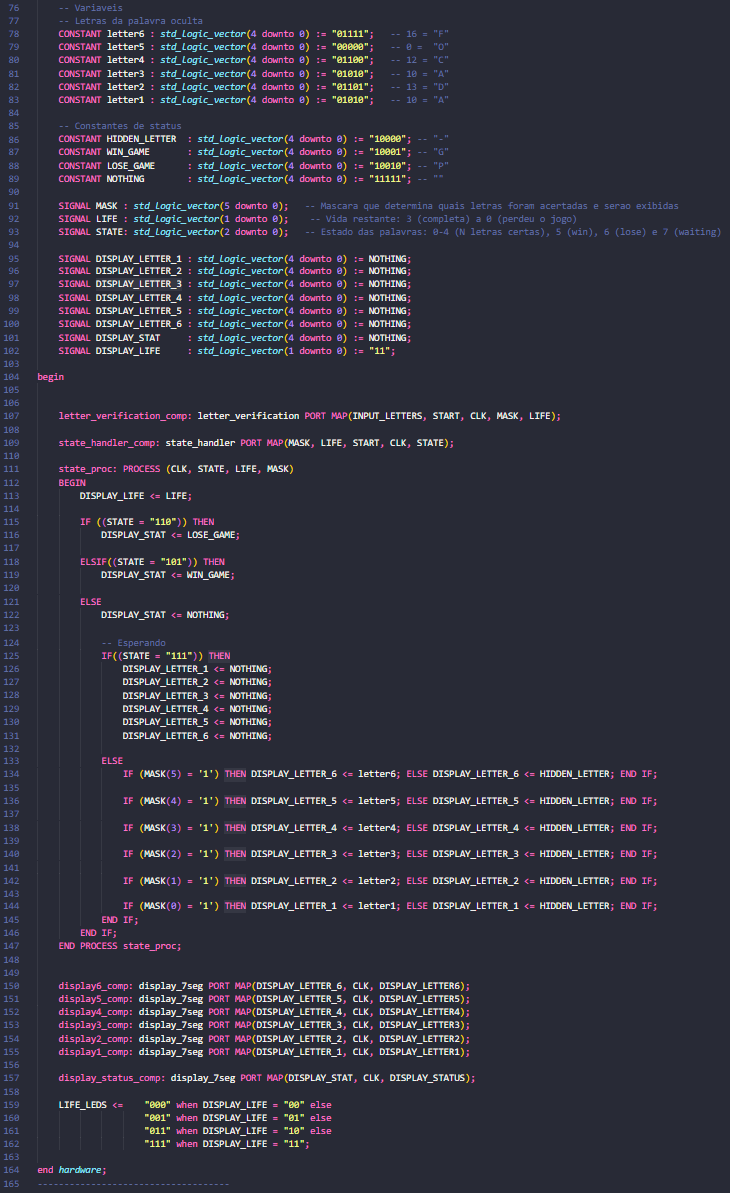 76 -- Variaveis
77 -- Letras da palavra oculta
78 CONSTANT letter6 : std_logic_vector(4 downto 0) := "01111"; -- 16 = "F"
79 CONSTANT letter5 : std_logic_vector(4 downto 0) := "00000"; -- 0 = "O"
80 CONSTANT letter4 : std_logic_vector(4 downto 0) := "01100"; -- 12 = "C"
81 CONSTANT letter3 : std_logic_vector(4 downto 0) := "01010"; -- 10 = "A"
82 CONSTANT letter2 : std_logic_vector(4 downto 0) := "01101"; -- 13 = "D"
83 CONSTANT letter1 : std_logic_vector(4 downto 0) := "01010"; -- 10 = "A"
84
85 -- Constantes de status
86 CONSTANT HIDDEN_LETTER : std_logic_vector(4 downto 0) := "10000"; -- "-"
87 CONSTANT WIN_GAME : std_logic_vector(4 downto 0) := "10001"; -- "G"
88 CONSTANT LOSE_GAME : std_logic_vector(4 downto 0) := "10010"; -- "P"
89 CONSTANT NOTHING : std_logic_vector(4 downto 0) := "11111"; -- ""
90
91 SIGNAL MASK : std_logic_vector(5 downto 0); -- Mascara que determina quais letras foram acertadas e serao exibidas
92 SIGNAL LIFE : std_logic_vector(1 downto 0); -- Vida restante: 3 (completa) a 0 (perdeu o jogo)
93 SIGNAL STATE: std_logic_vector(2 downto 0); -- Estado das palavras: 0-4 (N letras certas), 5 (win), 6 (lose) e 7 (waiting)
94
95 SIGNAL DISPLAY_LETTER_1 : std_logic_vector(4 downto 0) := NOTHING;
96 SIGNAL DISPLAY_LETTER_2 : std_logic_vector(4 downto 0) := NOTHING;
97 SIGNAL DISPLAY_LETTER_3 : std_logic_vector(4 downto 0) := NOTHING;
98 SIGNAL DISPLAY_LETTER_4 : std_logic_vector(4 downto 0) := NOTHING;
99 SIGNAL DISPLAY_LETTER_5 : std_logic_vector(4 downto 0) := NOTHING;
100 SIGNAL DISPLAY_LETTER_6 : std_logic_vector(4 downto 0) := NOTHING;
101 SIGNAL DISPLAY_STAT : std_logic_vector(4 downto 0) := NOTHING;
102 SIGNAL DISPLAY_LIFE : std_logic_vector(1 downto 0) := "11";
103
104 begin
105
106
107 letter_verification_comp: letter_verification PORT MAP(INPUT_LETTERS, START, CLK, MASK, LIFE);
108
109 state_handler_comp: state_handler PORT MAP(MASK, LIFE, START, CLK, STATE);
110
111 state_proc: PROCESS (CLK, STATE, LIFE, MASK)
112 BEGIN
113 DISPLAY_LIFE <= LIFE;
114
115 IF ((STATE = "110")) THEN
116 DISPLAY_STAT <= LOSE_GAME;
117
118 ELSIF((STATE = "101")) THEN
119 DISPLAY_STAT <= WIN_GAME;
120
121 ELSE
122 DISPLAY_STAT <= NOTHING;
123
124 -- Esperando
125 IF((STATE = "111")) THEN
126 DISPLAY_LETTER_1 <= NOTHING;
127 DISPLAY_LETTER_2 <= NOTHING;
128 DISPLAY_LETTER_3 <= NOTHING;
129 DISPLAY_LETTER_4 <= NOTHING;
130 DISPLAY_LETTER_5 <= NOTHING;
131 DISPLAY_LETTER_6 <= NOTHING;
132
133 ELSE
134 IF (MASK(5) = '1') THEN DISPLAY_LETTER_6 <= letter6; ELSE DISPLAY_LETTER_6 <= HIDDEN_LETTER; END IF;
135
136 IF (MASK(4) = '1') THEN DISPLAY_LETTER_5 <= letter5; ELSE DISPLAY_LETTER_5 <= HIDDEN_LETTER; END IF;
137
138 IF (MASK(3) = '1') THEN DISPLAY_LETTER_4 <= letter4; ELSE DISPLAY_LETTER_4 <= HIDDEN_LETTER; END IF;
139
140 IF (MASK(2) = '1') THEN DISPLAY_LETTER_3 <= letter3; ELSE DISPLAY_LETTER_3 <= HIDDEN_LETTER; END IF;
141
142 IF (MASK(1) = '1') THEN DISPLAY_LETTER_2 <= letter2; ELSE DISPLAY_LETTER_2 <= HIDDEN_LETTER; END IF;
143
144 IF (MASK(0) = '1') THEN DISPLAY_LETTER_1 <= letter1; ELSE DISPLAY_LETTER_1 <= HIDDEN_LETTER; END IF;
145 END IF;
146 END IF;
147 END PROCESS state_proc;
148
149
150 display6_comp: display_7seg PORT MAP(DISPLAY_LETTER_6, CLK, DISPLAY_LETTER6);
151 display5_comp: display_7seg PORT MAP(DISPLAY_LETTER_5, CLK, DISPLAY_LETTER5);
152 display4_comp: display_7seg PORT MAP(DISPLAY_LETTER_4, CLK, DISPLAY_LETTER4);
153 display3_comp: display_7seg PORT MAP(DISPLAY_LETTER_3, CLK, DISPLAY_LETTER3);
154 display2_comp: display_7seg PORT MAP(DISPLAY_LETTER_2, CLK, DISPLAY_LETTER2);
155 display1_comp: display_7seg PORT MAP(DISPLAY_LETTER_1, CLK, DISPLAY_LETTER1);
156
157 display_status_comp: display_7seg PORT MAP(DISPLAY_STAT, CLK, DISPLAY_STATUS);
158
159 LIFE_LEDS <= "000" when DISPLAY_LIFE = "00" else
160 "001" when DISPLAY_LIFE = "01" else
161 "011" when DISPLAY_LIFE = "10" else
162 "111" when DISPLAY_LIFE = "11";
163
164 end hardware;
165 ------------------------------------